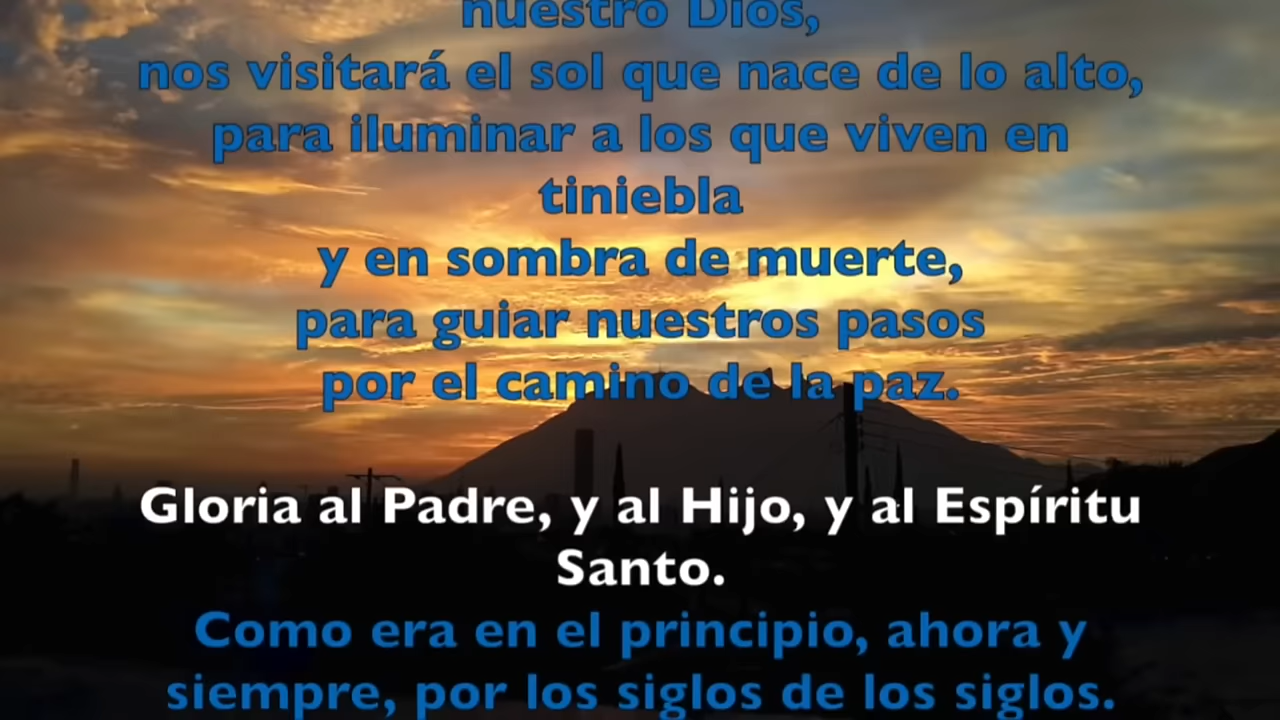 nuestro Dios,
nos visitará el sol que nace de lo alto,
para iluminar a los que viven en
tiniebla
y en sombra de muerte,
para guiar nuestros pasos
por el camino de la paz.
Gloria al Padre, y al Hijo, y al Espíritu
Santo.
Como era en el principio, ahora y
siempre, por los siglos de los siglos.